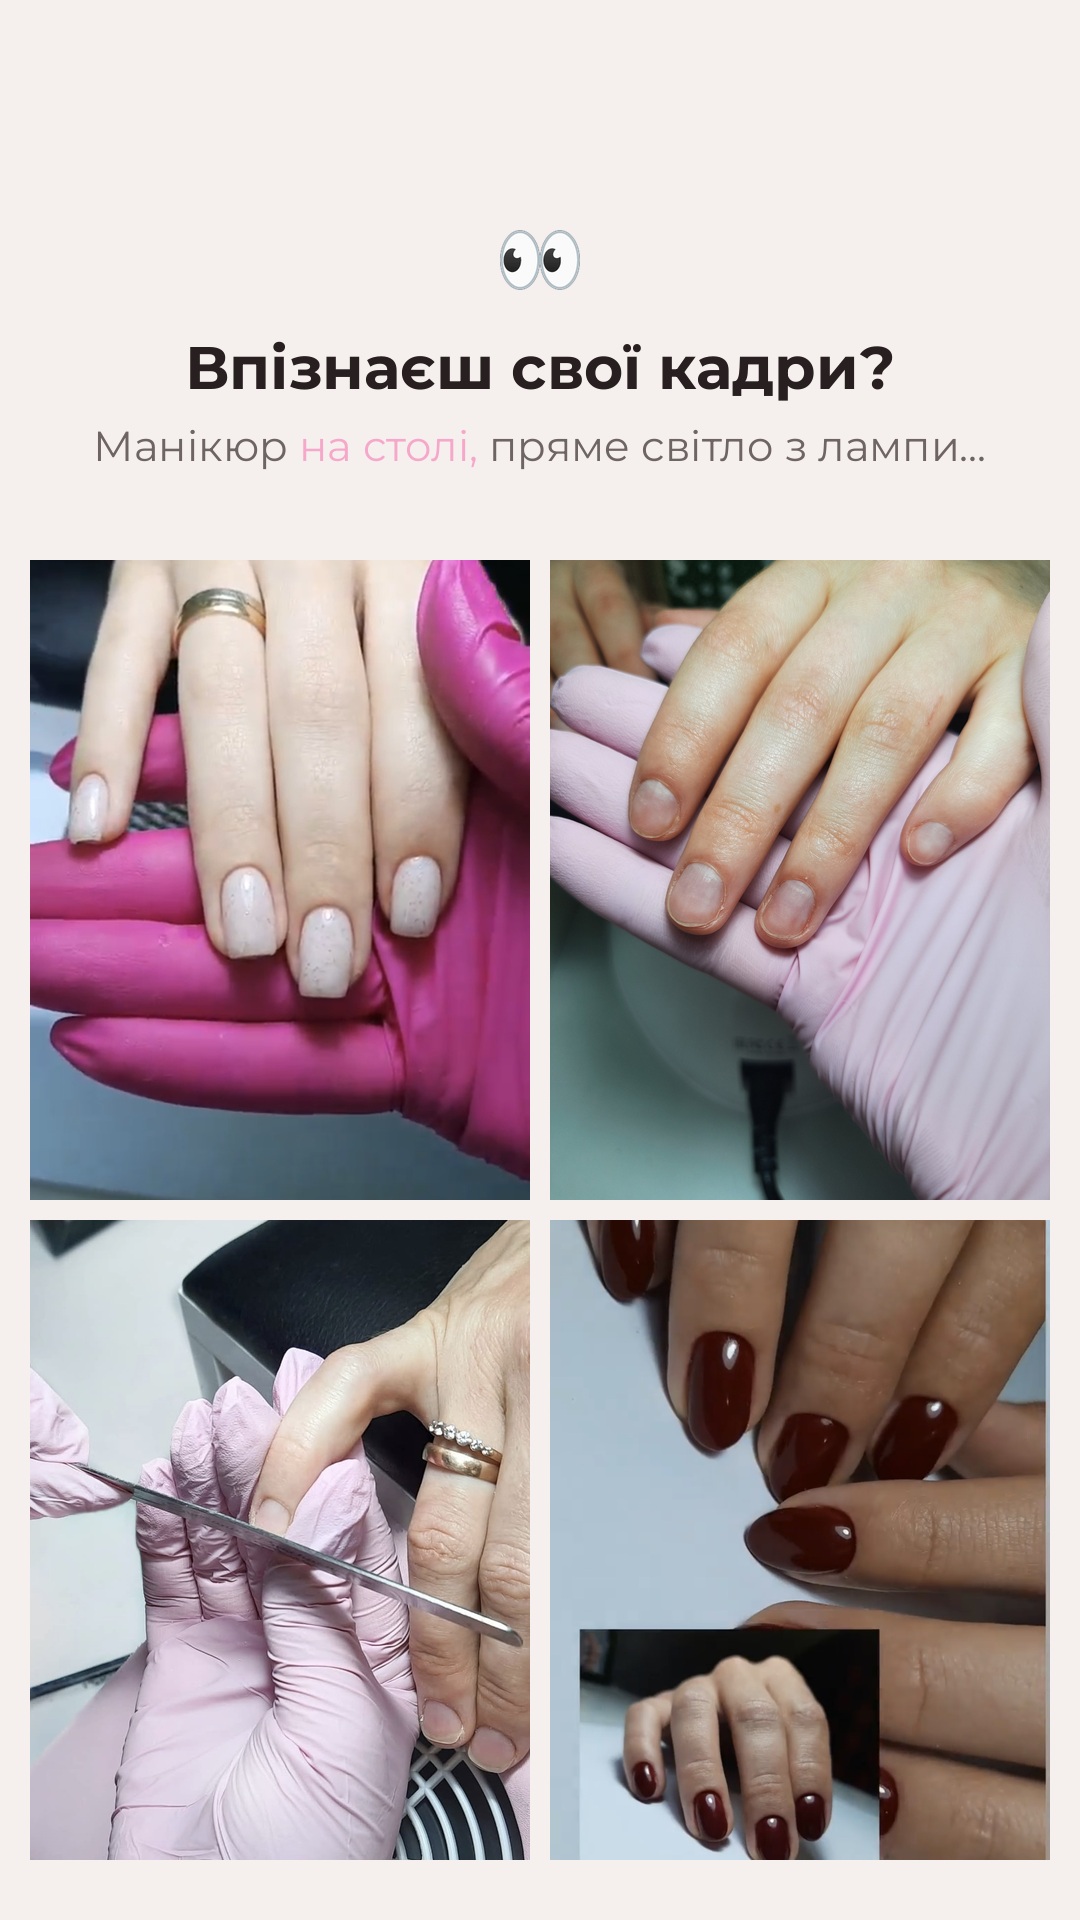 Впізнаєш свої кадри?
Манікюр на столі, пряме світло з лампи...